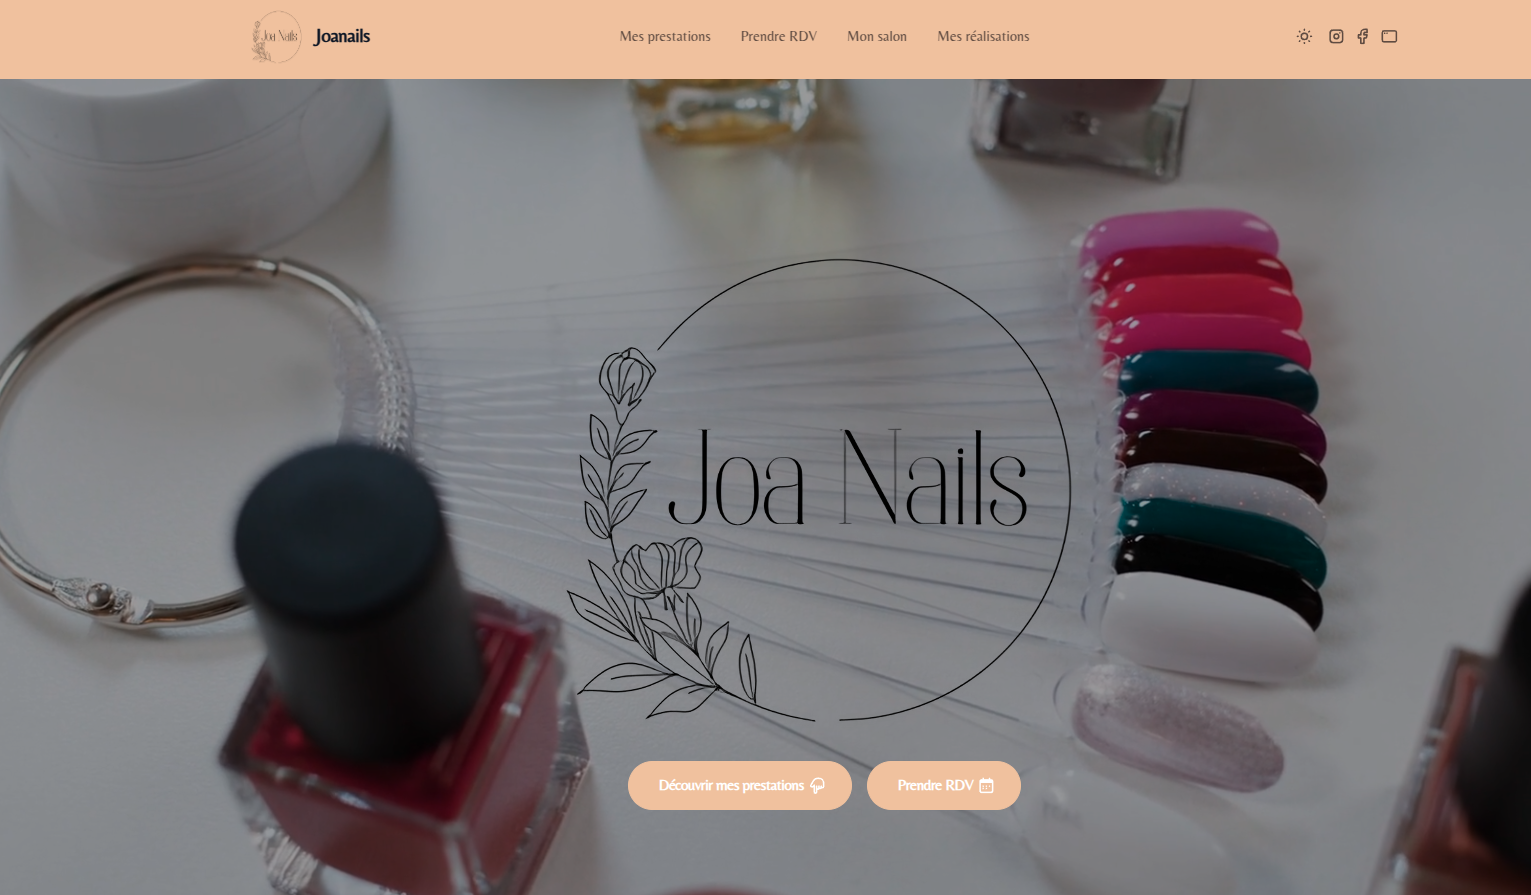 Joa Nails
Joanails
Mes prestations
Prendre RDV
Mon salon
Mes réalisations
Joa Nails
Découvrir mes prestations
Prendre RDV